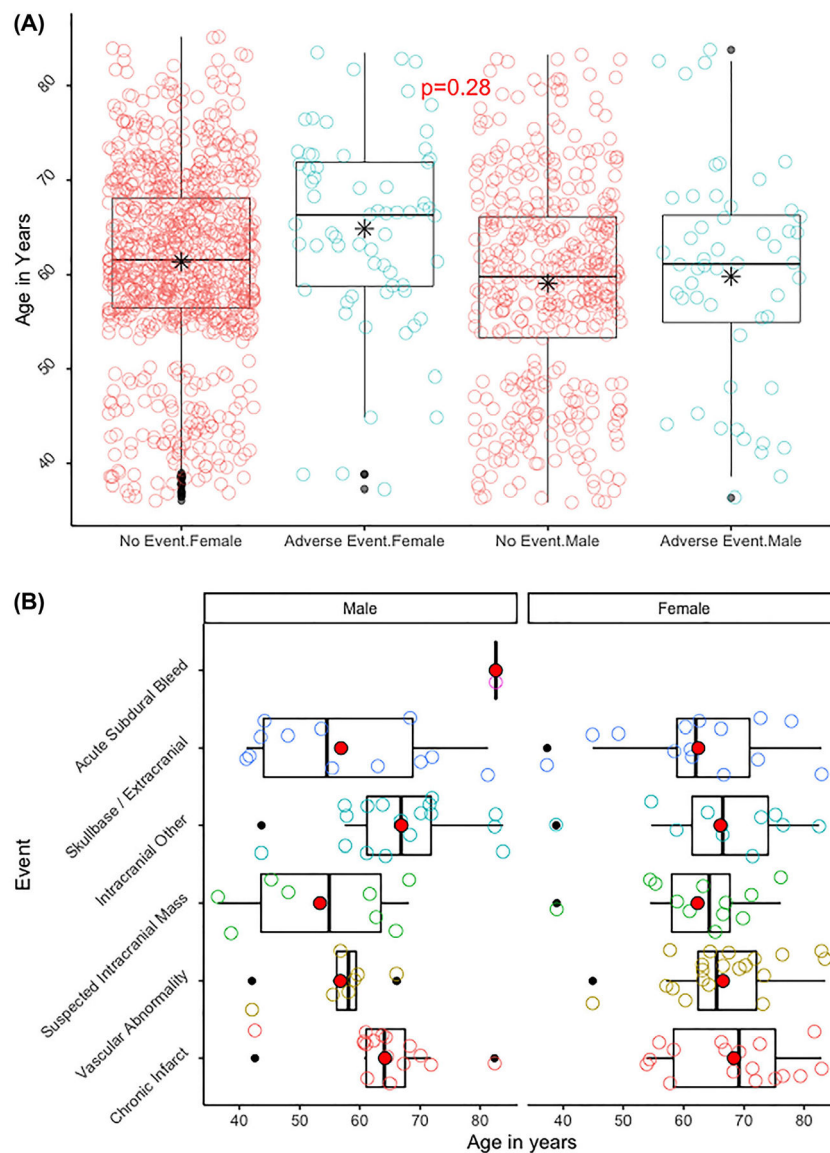 (A)
80
70
60
50
40
Age in Years
p=0.28
No Event.Female
Adverse Event.Female
No Event.Male
Adverse Event.Male
(B)
Male
Female
Event
Acute Subdural Bleed
Skullbase / Extracranial
Intracranial Other
Suspected Intracranial Mass
Vascular Abnormality
Chronic Infarct
40 50 60 70 80
40 50 60 70 80
Age in years